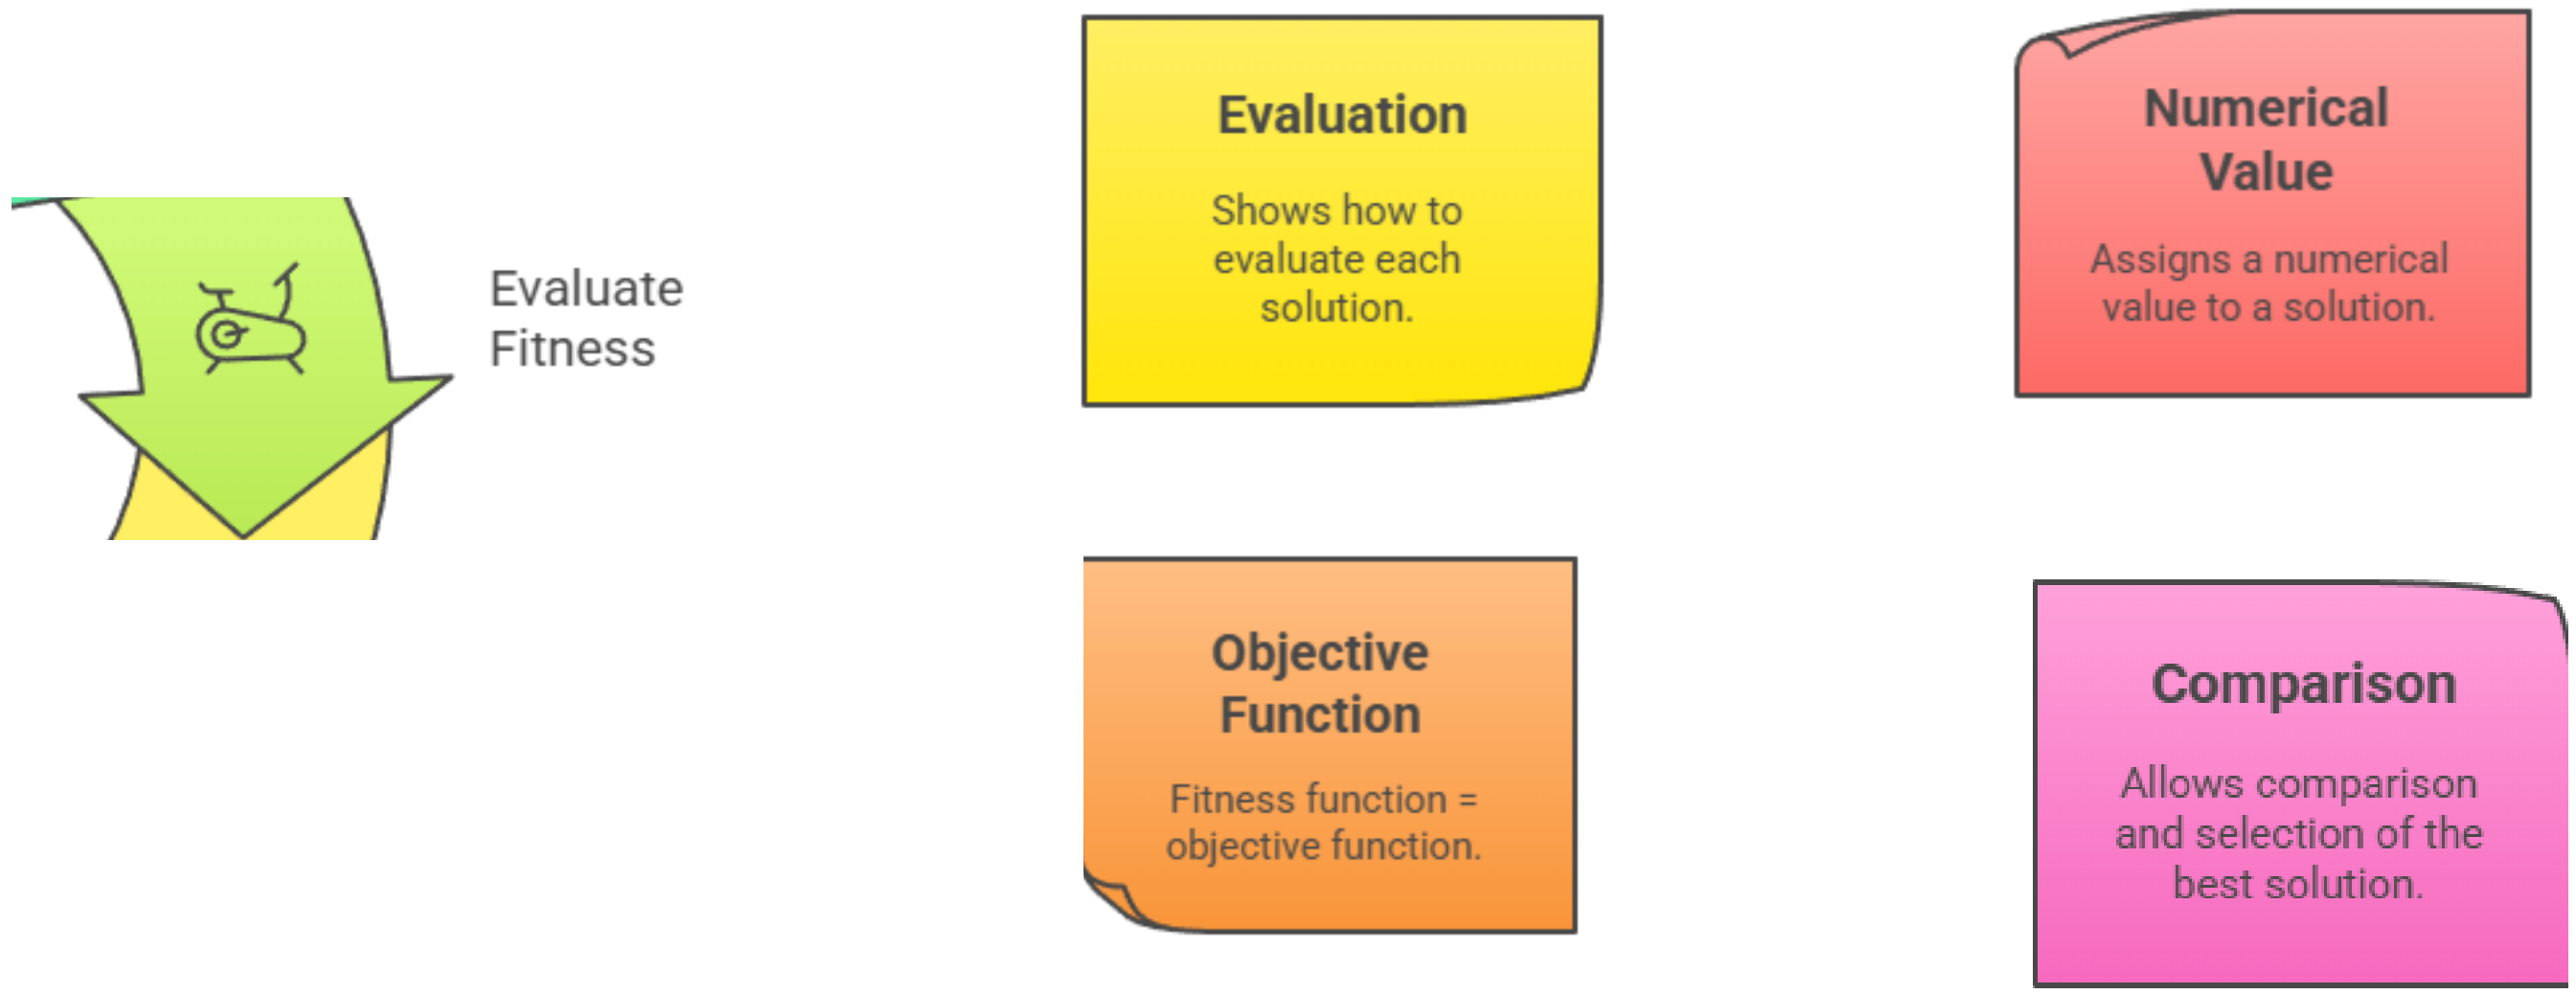 Evaluate
Fitness
Evaluation
Shows how to
evaluate each
solution.
Numerical
Value
Assigns a numerical
value to a solution.
Objective
Function
Fitness function =
objective function.
Comparison
Allows comparison
and selection of the
best solution.